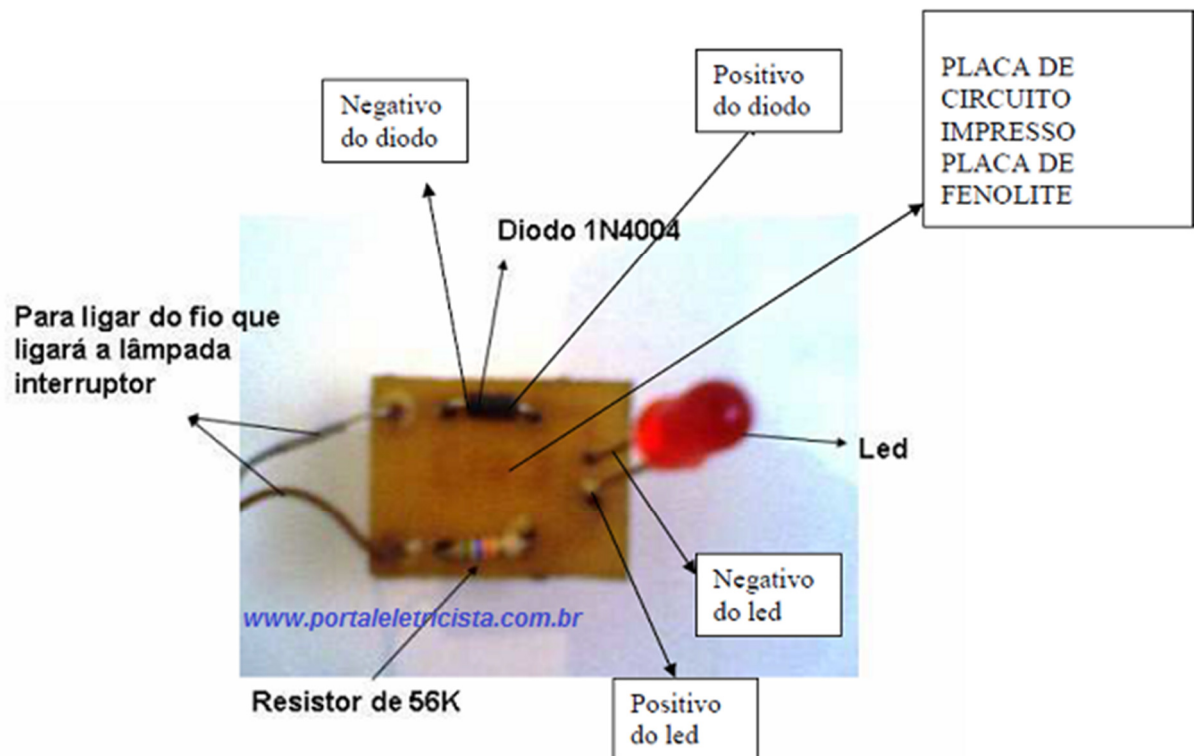 Negativo
do diodo
Positivo
do diodo
PLACA DE
CIRCUITO
IMPRESSO
PLACA DE
FENOLITE
Diodo 1N4004
Para ligar do fio que
ligará a lâmpada
interruptor
Led
Negativo
do led
www.portaleletricista.com.br
Resistor de 56K
Positivo
do led